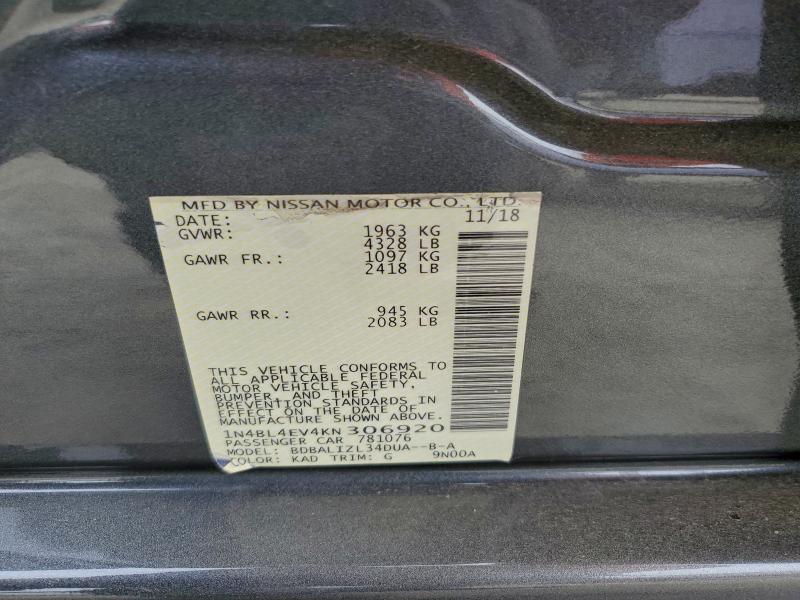 MFD BY NISSAN MOTOR CO., LTD.
DATE: 11/18
GVWR: 1963 KG
4328 LB
GAWR FR.: 1097 KG
2418 LB
GAWR RR.: 945 KG
2083 LB
THIS VEHICLE CONFORMS TO
ALL APPLICABLE FEDERAL
MOTOR VEHICLE SAFETY,
BUMPER, AND THEFT
PREVENTION STANDARDS IN
EFFECT ON THE DATE OF
MANUFACTURE SHOWN ABOVE.
1N4BL4EV4KN306920
PASSENGER CAR 781076
MODEL: BDBALIZL34DUA--B-A
COLOR: KAD TRIM: G 9N00A